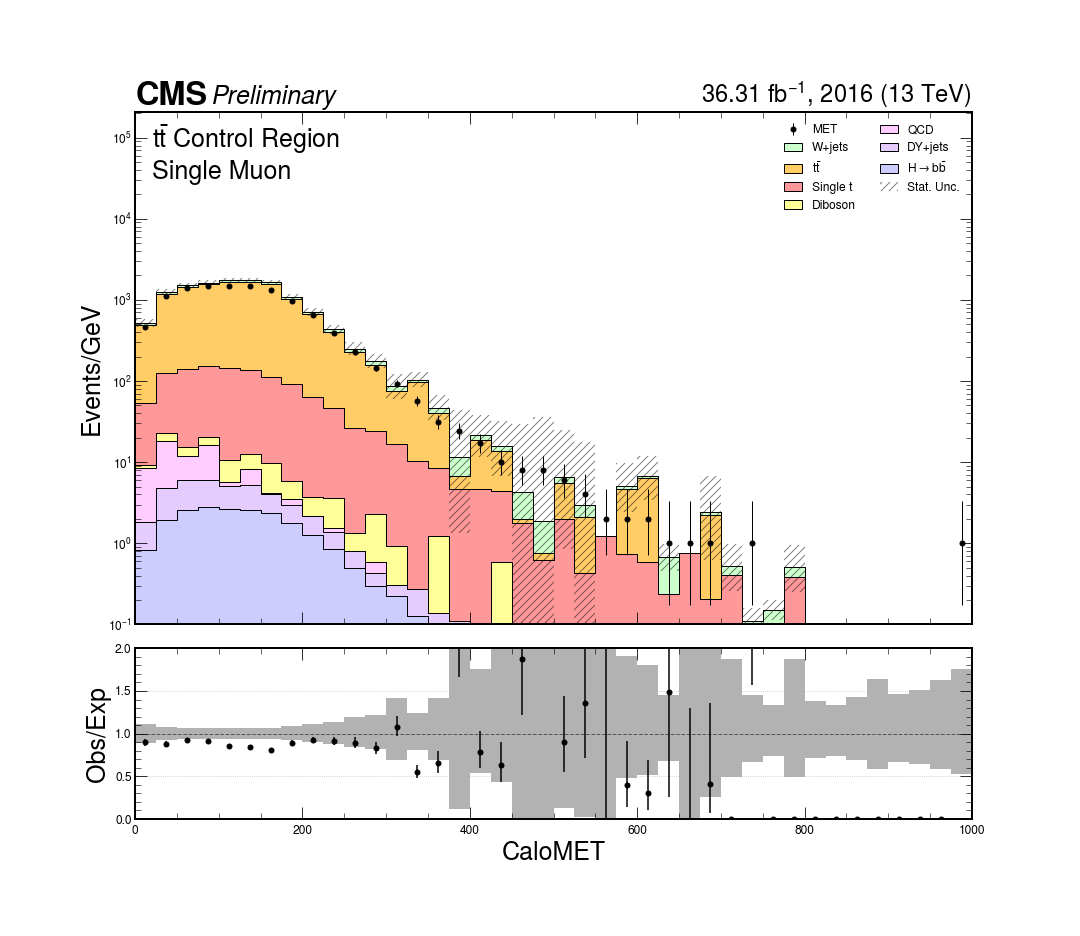 CMS Preliminary 36.31 fb⁻¹, 2016 (13 TeV)
tt̄ Control Region
Single Muon
MET
W+jets
tt̄
Single t
Diboson
QCD
DY+jets
H→bb̄
Stat. Unc.
Events/GeV
10⁵
10⁴
10³
10²
10¹
10⁰
10⁻¹
Obs/Exp
2.0
1.5
1.0
0.5
0.0
0 200 400 600 800 1000
CaloMET